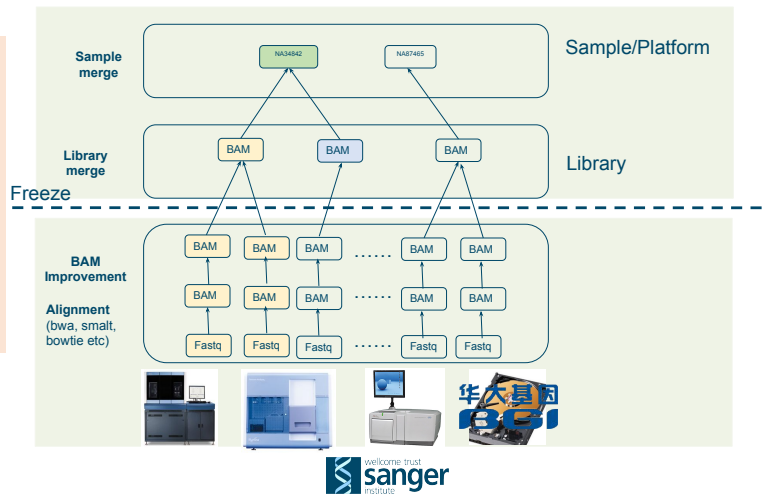 Sample/Platform
Sample
merge
NA34842
NA87465
Library
merge
BAM
BAM
BAM
Library
Freeze
BAM
Improvement
BAM
BAM
BAM
......
BAM
BAM
Alignment
(bwa, smalt,
bowtie etc)
BAM
BAM
BAM
......
BAM
BAM
Fastq
Fastq
Fastq
......
Fastq
Fastq
华大基因
BGI
wellcome trust
sanger
institute